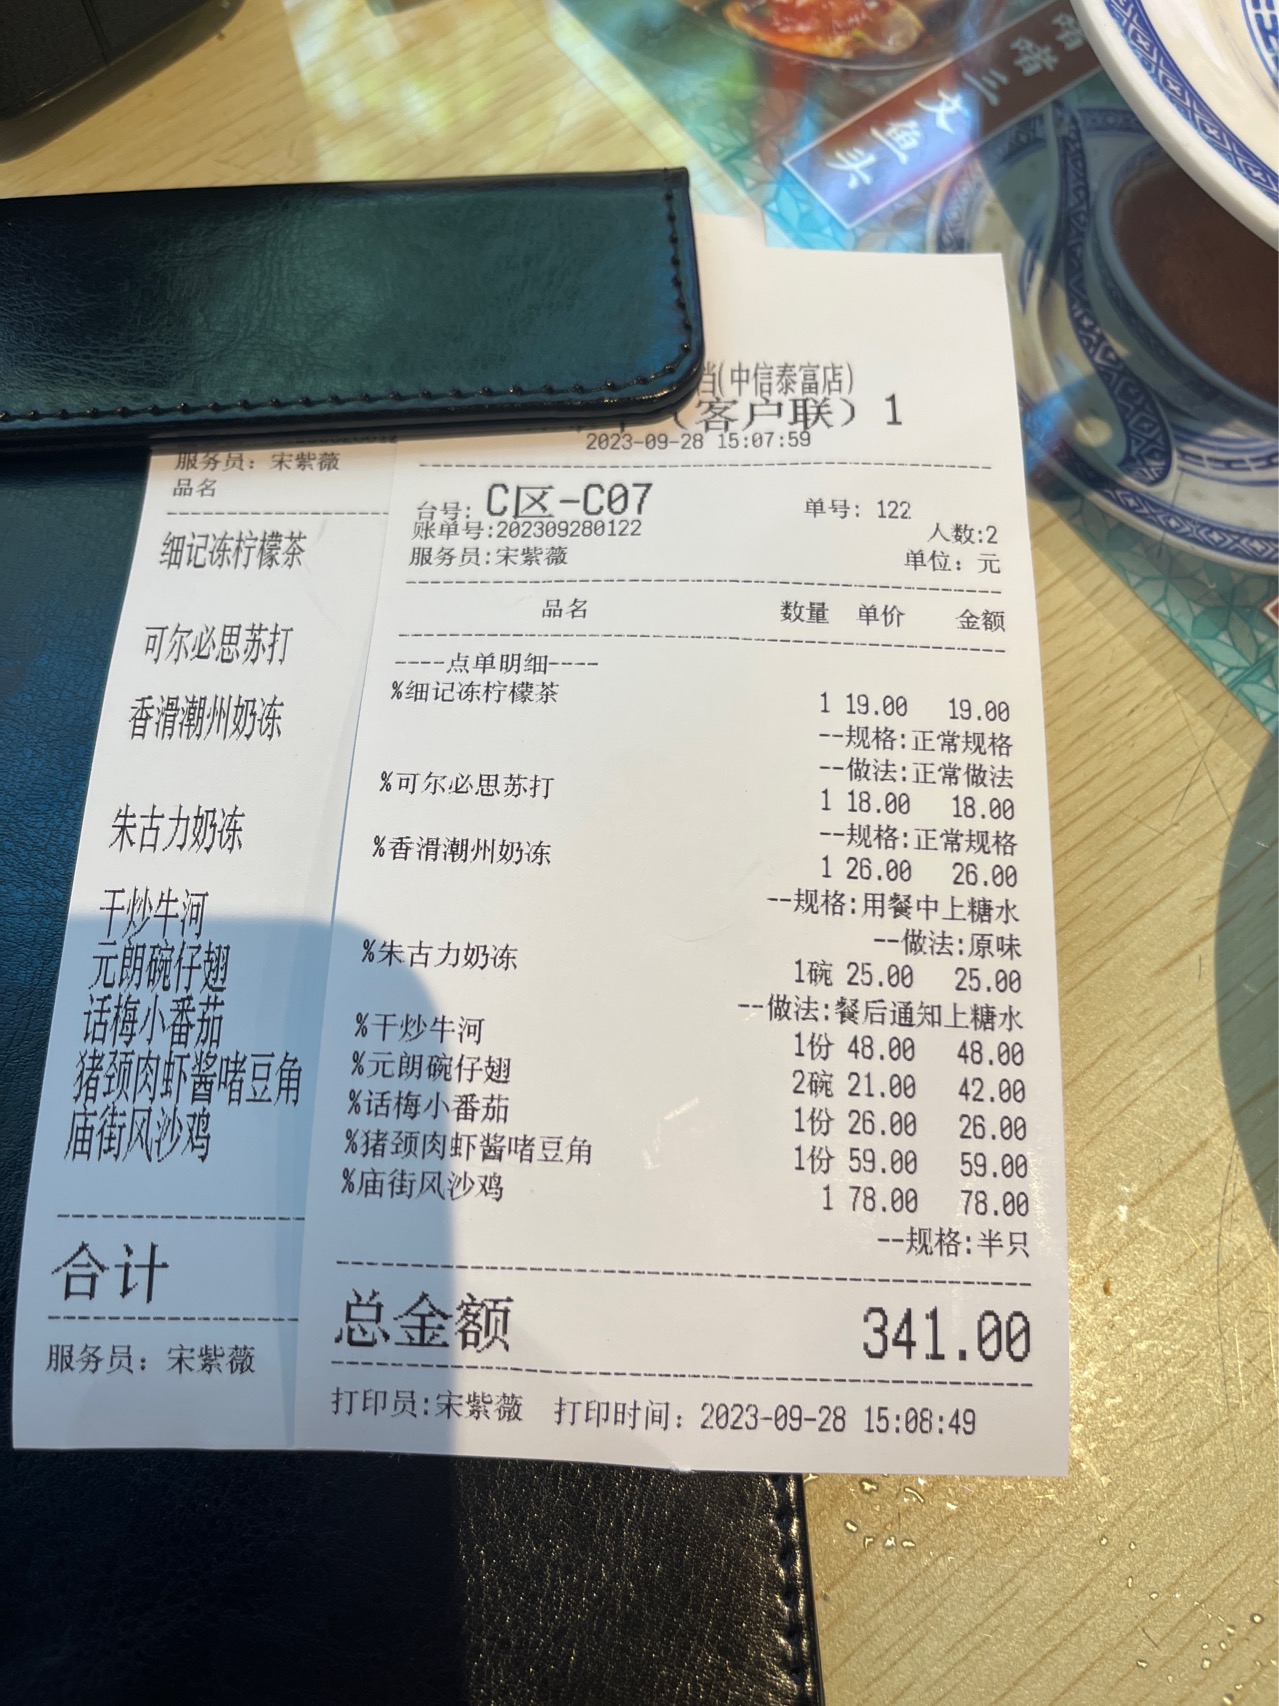 啫啫三文鱼头
档(中信泰富店)
(客户联) 1
2023-09-28 15:07:59
服务员: 宋紫薇
品名
细记冻柠檬茶
可尔必思苏打
香滑潮州奶冻
朱古力奶冻
干炒牛河
元朗碗仔翅
话梅小番茄
猪颈肉虾酱啫豆角
庙街风沙鸡
合计
服务员: 宋紫薇
台号: C区-C07 单号: 122
账单号:202309280122 人数:2
服务员:宋紫薇 单位: 元
品名 数量 单价 金额
----点单明细----
%细记冻柠檬茶 1 19.00 19.00
--规格:正常规格
--做法:正常做法
%可尔必思苏打 1 18.00 18.00
--规格:正常规格
%香滑潮州奶冻 1 26.00 26.00
--规格:用餐中上糖水
--做法:原味
%朱古力奶冻 1碗 25.00 25.00
--做法:餐后通知上糖水
%干炒牛河 1份 48.00 48.00
%元朗碗仔翅 2碗 21.00 42.00
%话梅小番茄 1份 26.00 26.00
%猪颈肉虾酱啫豆角 1份 59.00 59.00
%庙街风沙鸡 1 78.00 78.00
--规格:半只
总金额 341.00
打印员:宋紫薇 打印时间: 2023-09-28 15:08:49